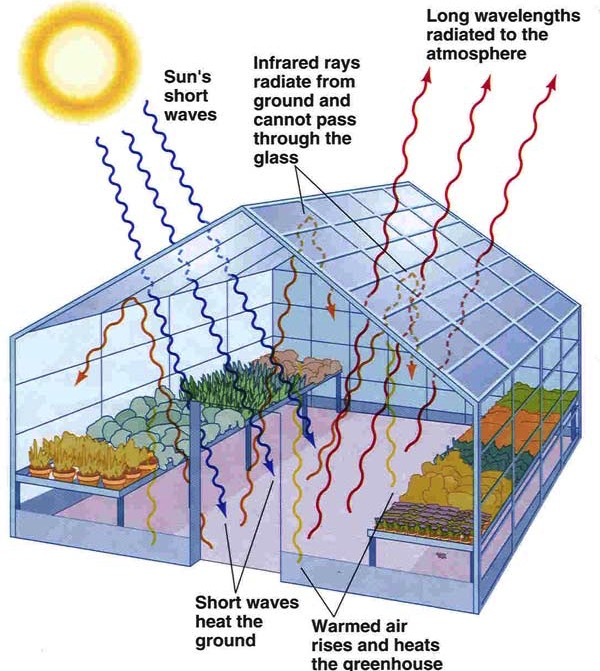 Long wavelengths
radiated to the
atmosphere
Infrared rays
radiate from
ground and
cannot pass
through the
glass
Sun's
short
waves
Short waves
heat the
ground
Warmed air
rises and heats
the greenhouse